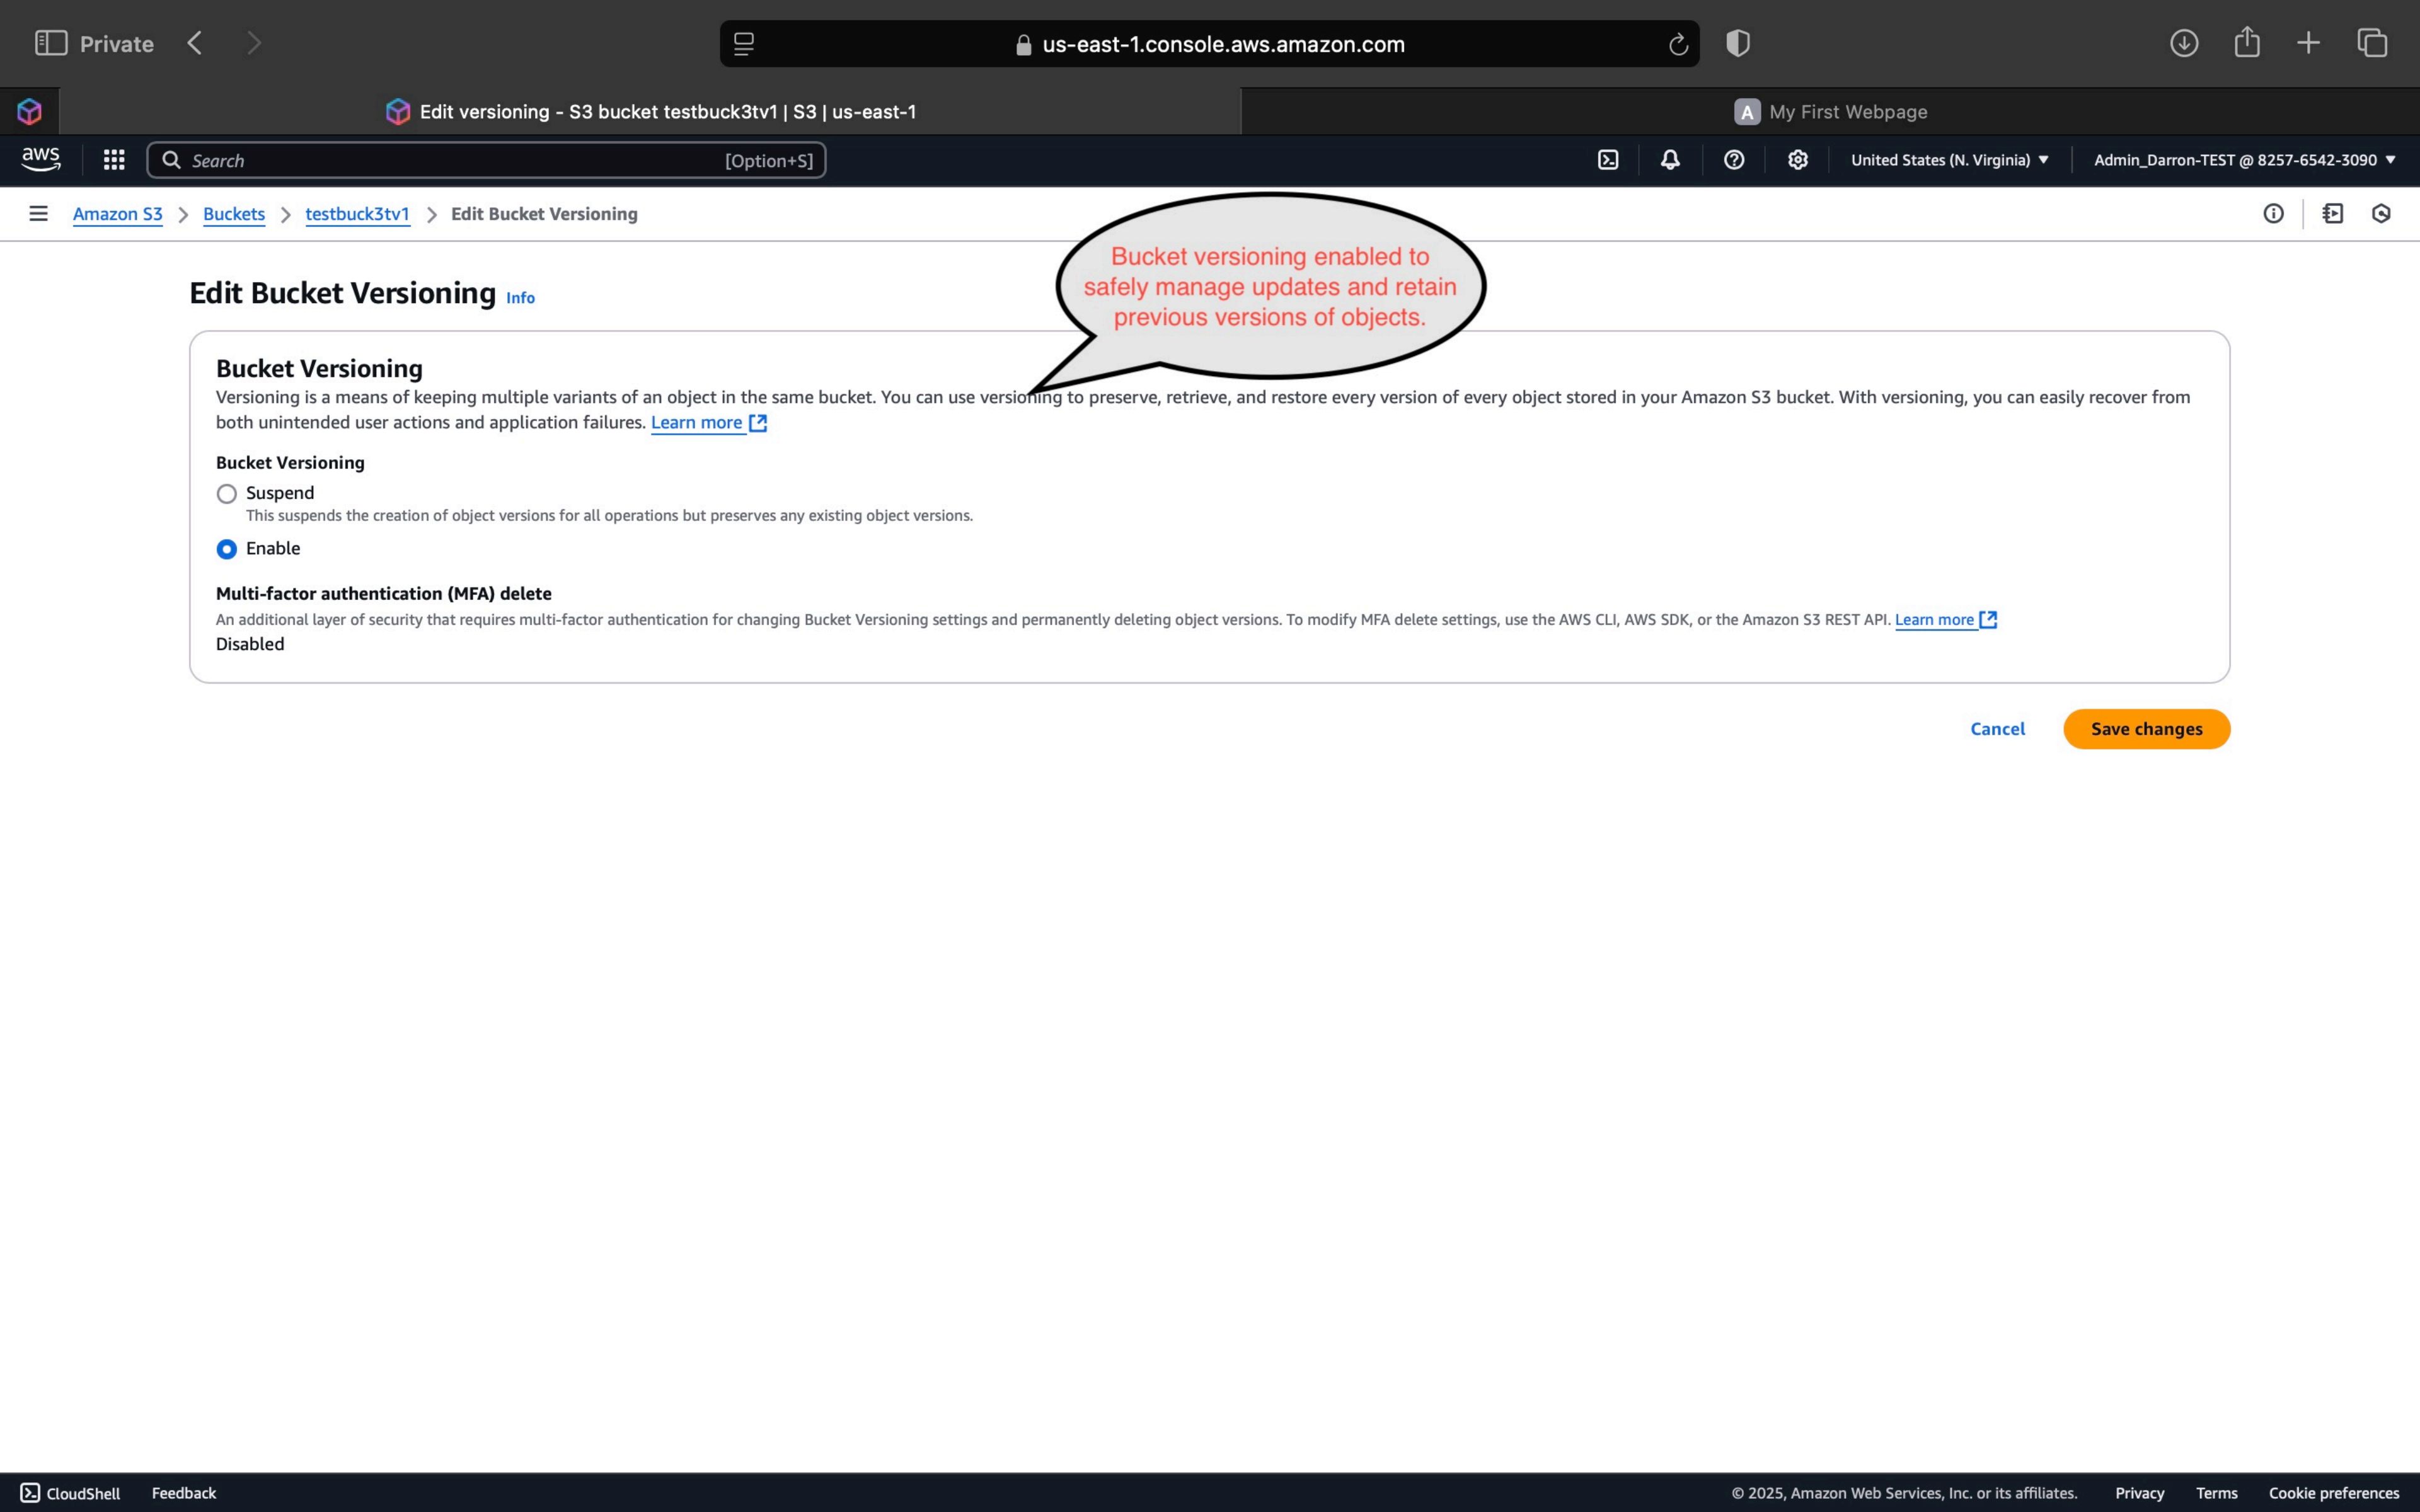 Private
us-east-1.console.aws.amazon.com
Edit versioning - S3 bucket testbuck3tv1 | S3 | us-east-1
A My First Webpage
aws
Search [Option+S]
United States (N. Virginia) ▼
Admin_Darron-TEST @ 8257-6542-3090 ▼
Amazon S3 > Buckets > testbuck3tv1 > Edit Bucket Versioning
Bucket versioning enabled to
safely manage updates and retain
previous versions of objects.
Edit Bucket Versioning Info
Bucket Versioning
Versioning is a means of keeping multiple variants of an object in the same bucket. You can use versioning to preserve, retrieve, and restore every version of every object stored in your Amazon S3 bucket. With versioning, you can easily recover from
both unintended user actions and application failures. Learn more
Bucket Versioning
Suspend
This suspends the creation of object versions for all operations but preserves any existing object versions.
Enable
Multi-factor authentication (MFA) delete
An additional layer of security that requires multi-factor authentication for changing Bucket Versioning settings and permanently deleting object versions. To modify MFA delete settings, use the AWS CLI, AWS SDK, or the Amazon S3 REST API. Learn more
Disabled
Cancel
Save changes
CloudShell Feedback
© 2025, Amazon Web Services, Inc. or its affiliates. Privacy Terms Cookie preferences